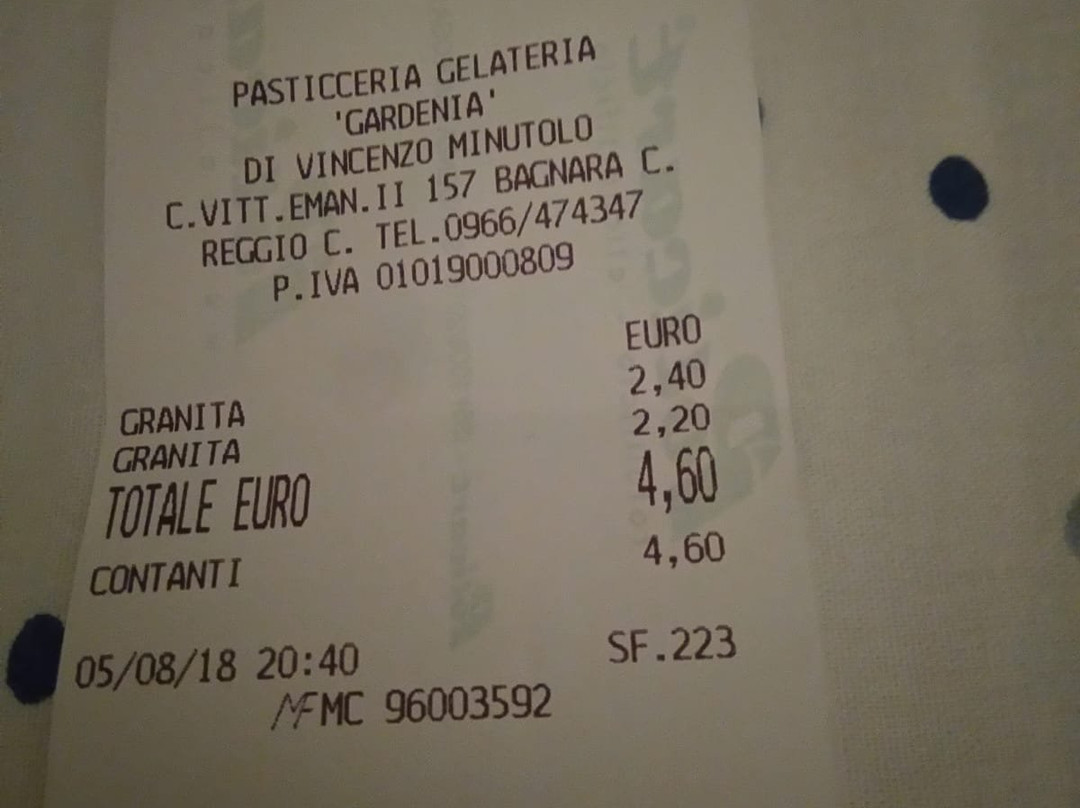 PASTICCERIA GELATERIA
'GARDENIA'
DI VINCENZO MINUTOLO
C.VITT.EMAN.II 157 BAGNARA C.
REGGIO C. TEL.0966/474347
P.IVA 01019000809
EURO
GRANITA 2,40
GRANITA 2,20
TOTALE EURO 4,60
CONTANTI 4,60
05/08/18 20:40 SF.223
MFMC 96003592